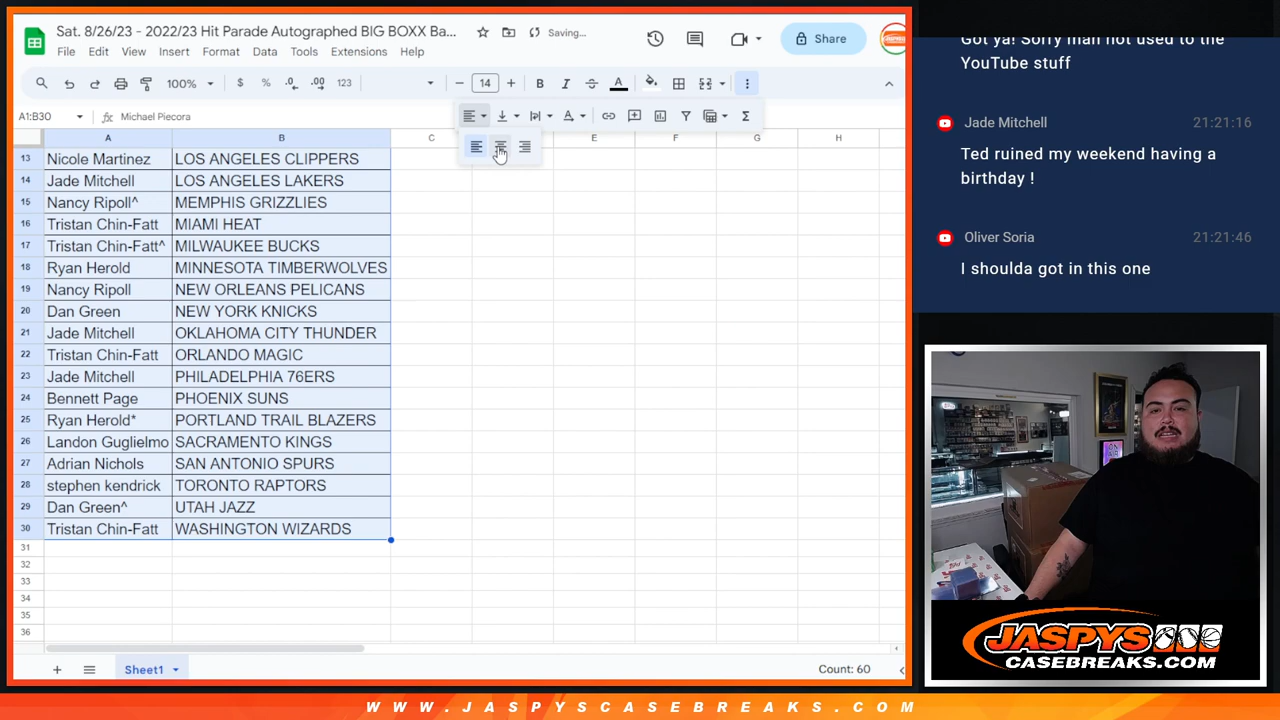 Sat. 8/26/23 - 2022/23 Hit Parade Autographed BIG BOXX Ba...
Saving...
Share
JASPYS
File Edit View Insert Format Data Tools Extensions Help
100% $ % .0 .00 123 14 B I S A
A1:B30 fx Michael Piecora
A B C E F G H
13 Nicole Martinez LOS ANGELES CLIPPERS
14 Jade Mitchell LOS ANGELES LAKERS
15 Nancy Ripoll^ MEMPHIS GRIZZLIES
16 Tristan Chin-Fatt MIAMI HEAT
17 Tristan Chin-Fatt^ MILWAUKEE BUCKS
18 Ryan Herold MINNESOTA TIMBERWOLVES
19 Nancy Ripoll NEW ORLEANS PELICANS
20 Dan Green NEW YORK KNICKS
21 Jade Mitchell OKLAHOMA CITY THUNDER
22 Tristan Chin-Fatt ORLANDO MAGIC
23 Jade Mitchell PHILADELPHIA 76ERS
24 Bennett Page PHOENIX SUNS
25 Ryan Herold* PORTLAND TRAIL BLAZERS
26 Landon Guglielmo SACRAMENTO KINGS
27 Adrian Nichols SAN ANTONIO SPURS
28 stephen kendrick TORONTO RAPTORS
29 Dan Green^ UTAH JAZZ
30 Tristan Chin-Fatt WASHINGTON WIZARDS
31
32
33
34
35
36
Sheet1
Count: 60
Got ya! Sorry man not used to the
YouTube stuff
Jade Mitchell 21:21:16
Ted ruined my weekend having a
birthday !
Oliver Soria 21:21:46
I shoulda got in this one
JASPYS
CASEBREAKS.COM
WWW.JASPYSCASEBREAKS.COM